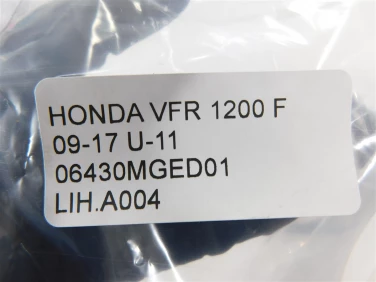 HONDA VFR 1200 F
09-17 U-11
06430MGED01
LIH.A004